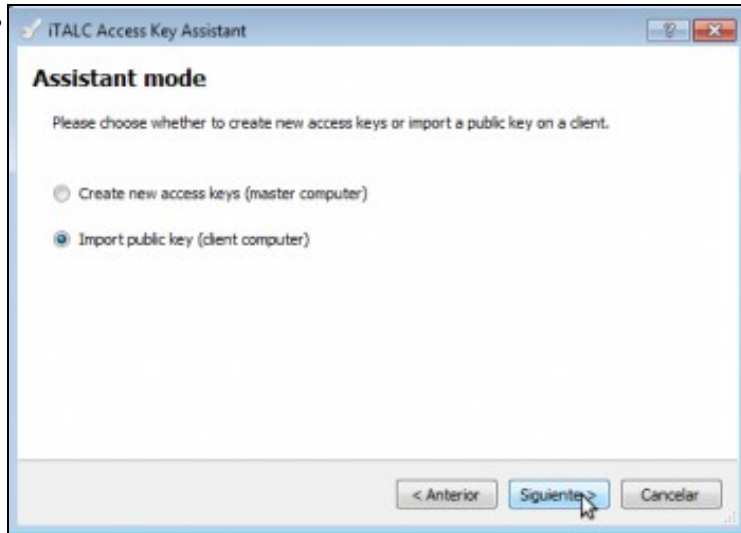 iTALC Access Key Assistant
Assistant mode
Please choose whether to create new access keys or import a public key on a client.
Create new access keys (master computer)
Import public key (client computer)
< Anterior Siguiente > Cancelar